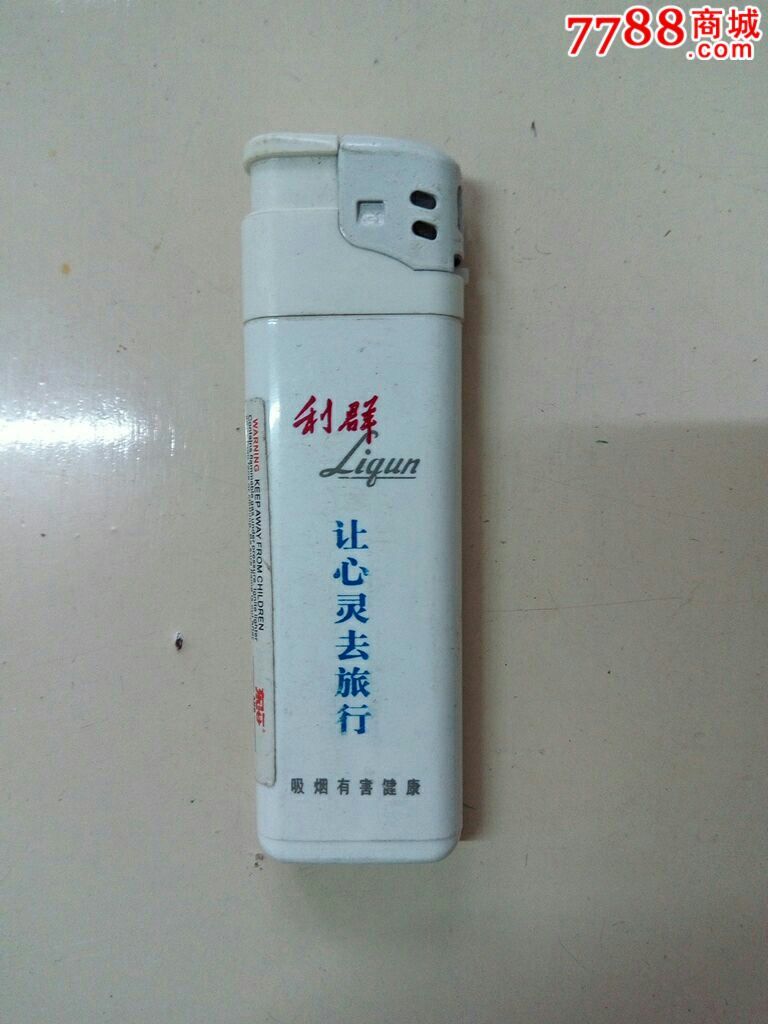 7788商城
.com
利群
Liqun
让心灵去旅行
吸烟有害健康
WARNING KEEP AWAY FROM CHILDREN